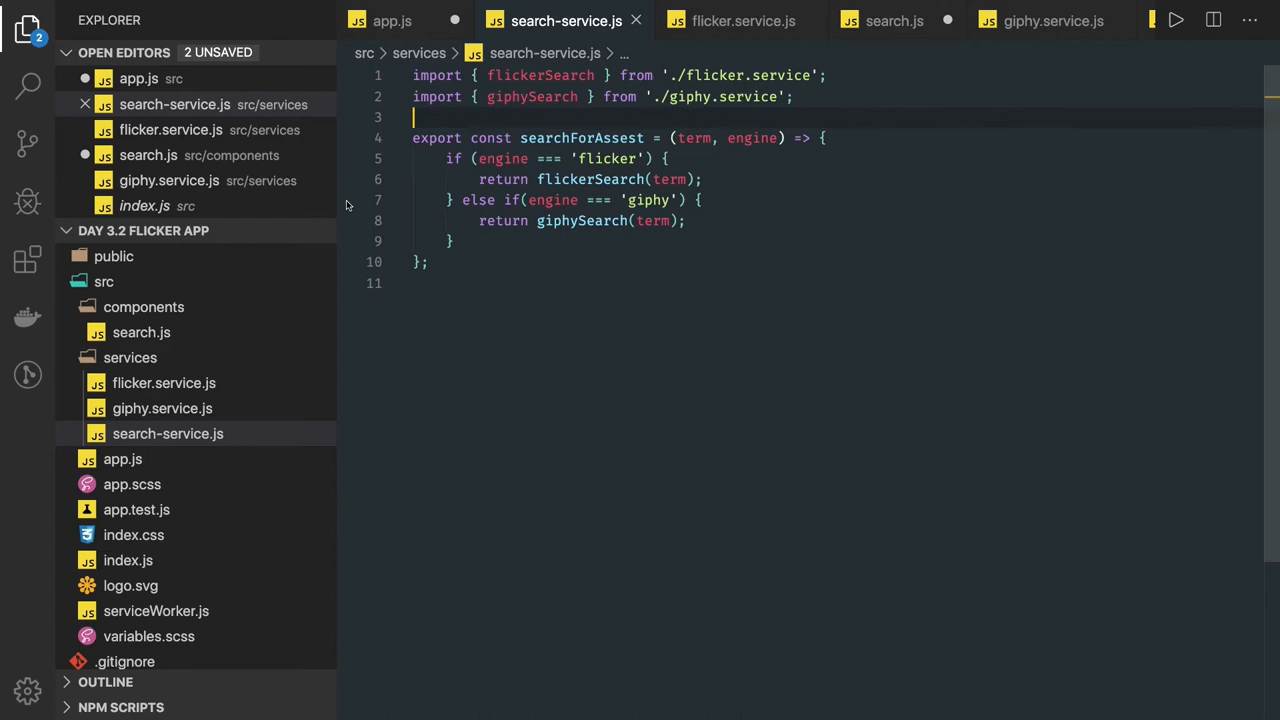 EXPLORER
OPEN EDITORS 2 UNSAVED
app.js src
search-service.js src/services
flicker.service.js src/services
search.js src/components
giphy.service.js src/services
index.js src
DAY 3.2 FLICKER APP
public
src
components
search.js
services
flicker.service.js
giphy.service.js
search-service.js
app.js
app.scss
app.test.js
index.css
index.js
logo.svg
serviceWorker.js
variables.scss
.gitignore
OUTLINE
NPM SCRIPTS
2
JS app.js JS search-service.js JS flicker.service.js JS search.js JS giphy.service.js
src > services > JS search-service.js > ...
1 import { flickerSearch } from './flicker.service';
2 import { giphySearch } from './giphy.service';
3
4 export const searchForAssest = (term, engine) => {
5 if (engine === 'flicker') {
6 return flickerSearch(term);
7 } else if(engine === 'giphy') {
8 return giphySearch(term);
9 }
10 };
11